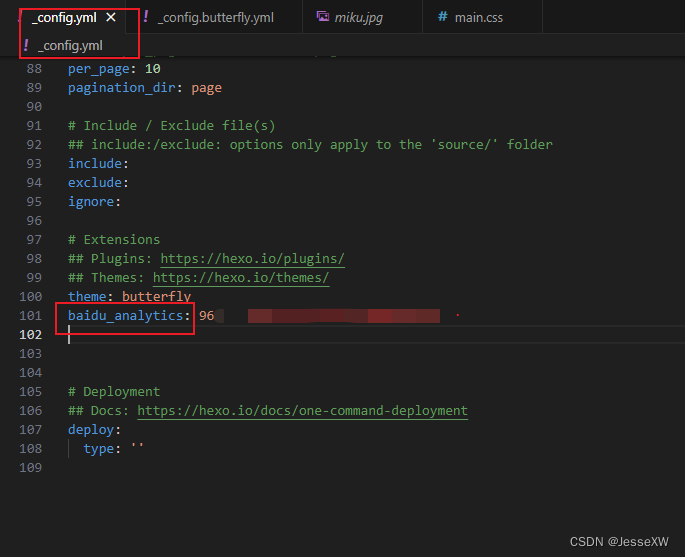 ! _config.yml × ! _config.butterfly.yml miku.jpg # main.css
! _config.yml
88 per_page: 10
89 pagination_dir: page
90
91 # Include / Exclude file(s)
92 ## include:/exclude: options only apply to the 'source/' folder
93 include:
94 exclude:
95 ignore:
96
97 # Extensions
98 ## Plugins: https://hexo.io/plugins/
99 ## Themes: https://hexo.io/themes/
100 theme: butterfly
101 baidu_analytics: 96
102
103
104
105 # Deployment
106 ## Docs: https://hexo.io/docs/one-command-deployment
107 deploy:
108 type: ''
109
CSDN @JesseXW